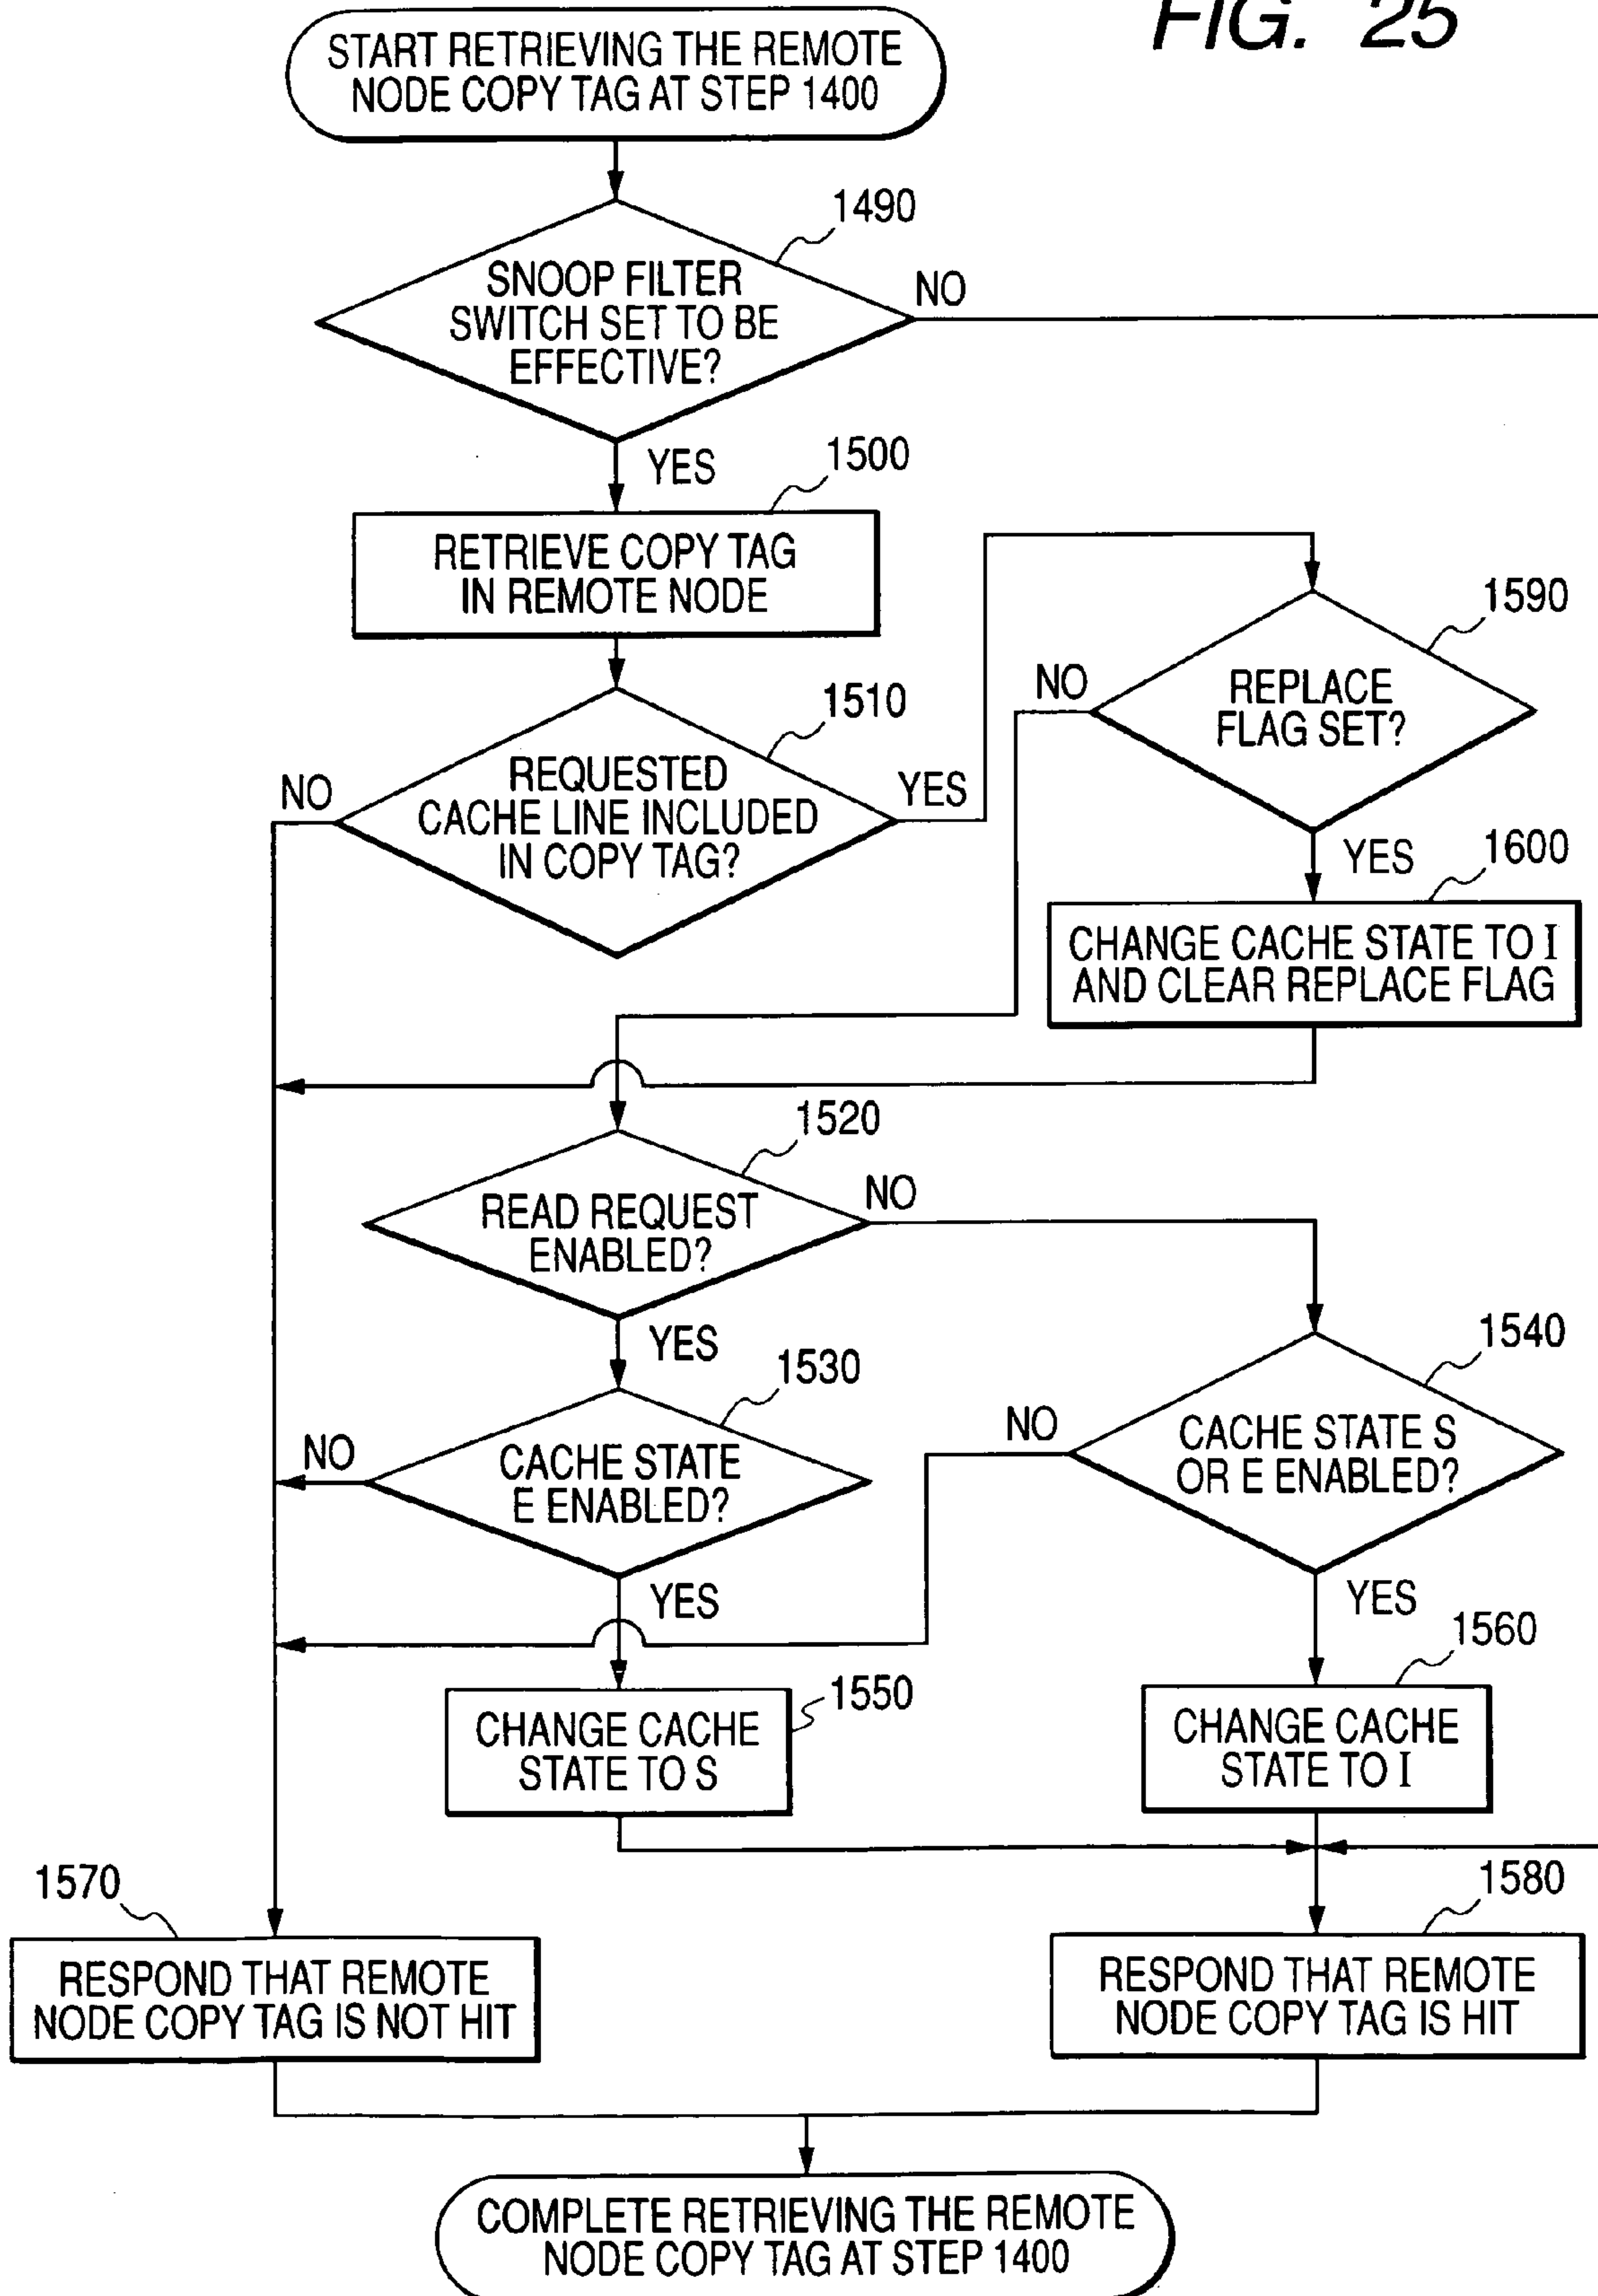 FIG. 25
START RETRIEVING THE REMOTE
NODE COPY TAG AT STEP 1400
1490
SNOOP FILTER
SWITCH SET TO BE
EFFECTIVE?
NO
YES
1500
RETRIEVE COPY TAG
IN REMOTE NODE
1590
REPLACE
FLAG SET?
NO
1510
REQUESTED
CACHE LINE INCLUDED
IN COPY TAG?
NO
YES
YES
1600
CHANGE CACHE STATE TO I
AND CLEAR REPLACE FLAG
1520
READ REQUEST
ENABLED?
NO
YES
1530
CACHE STATE
E ENABLED?
NO
YES
1540
CACHE STATE S
OR E ENABLED?
NO
YES
1550
CHANGE CACHE
STATE TO S
1560
CHANGE CACHE
STATE TO I
1570
RESPOND THAT REMOTE
NODE COPY TAG IS NOT HIT
1580
RESPOND THAT REMOTE
NODE COPY TAG IS HIT
COMPLETE RETRIEVING THE REMOTE
NODE COPY TAG AT STEP 1400